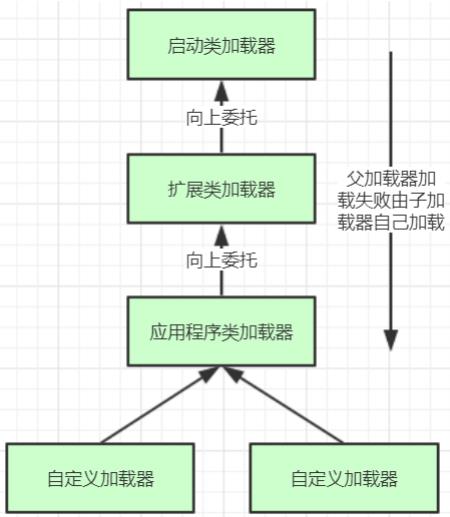 启动类加载器
向上委托
扩展类加载器
父加载器加
载失败由子加
载器自己加载
向上委托
应用程序类加载器
自定义加载器
自定义加载器